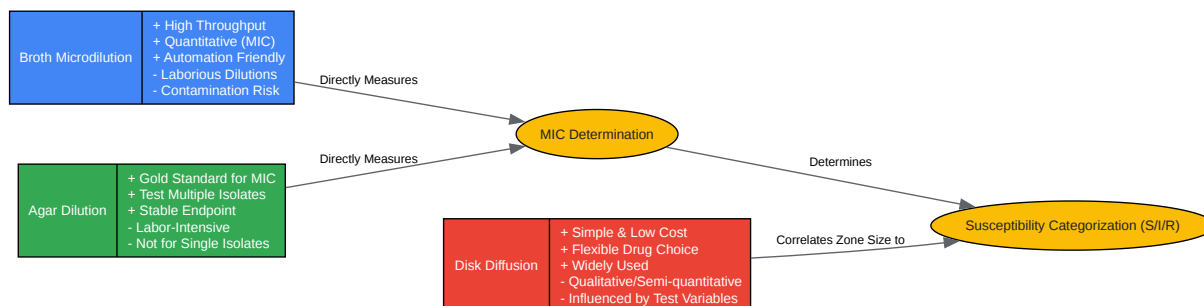 Broth Microdilution
+ High Throughput
+ Quantitative (MIC)
+ Automation Friendly
- Laborious Dilutions
- Contamination Risk
Directly Measures
Agar Dilution
+ Gold Standard for MIC
+ Test Multiple Isolates
+ Stable Endpoint
- Labor-Intensive
- Not for Single Isolates
Directly Measures
MIC Determination
Determines
Disk Diffusion
+ Simple & Low Cost
+ Flexible Drug Choice
+ Widely Used
- Qualitative/Semi-quantitative
- Influenced by Test Variables
Correlates Zone Size to
Susceptibility Categorization (S/I/R)